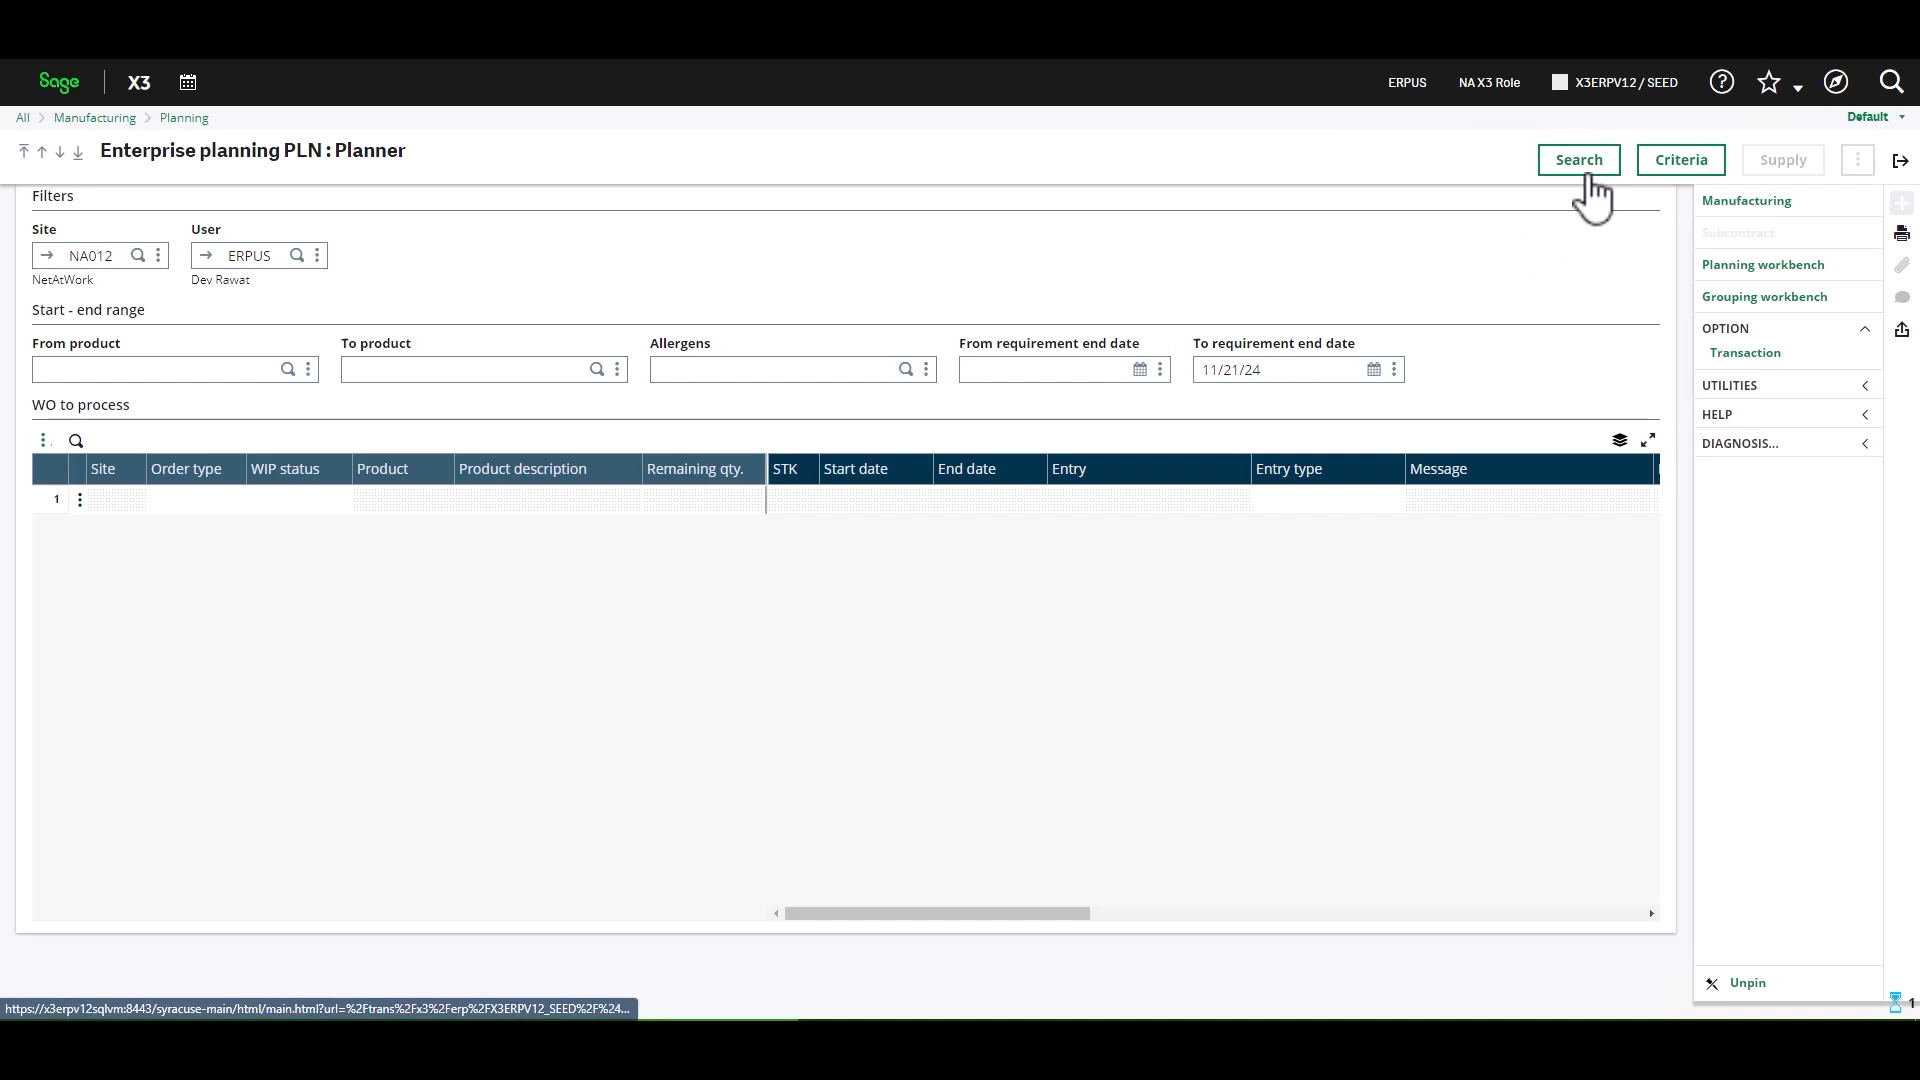 Sage X3 ERPUS NA X3 Role X3ERPV12 / SEED
All Manufacturing Planning Default
Enterprise planning PLN : Planner
Search Criteria Supply
Filters
Site User
NA012 ERPUS
NetAtWork Dev Rawat
Start - end range
From product To product Allergens From requirement end date To requirement end date
11/21/24
WO to process
Site Order type WIP status Product Product description Remaining qty. STK Start date End date Entry Entry type Message
1
Manufacturing
Subcontract
Planning workbench
Grouping workbench
OPTION
Transaction
UTILITIES
HELP
DIAGNOSIS...
Unpin
1
https://x3erpv12sqlvm:8443/syracuse-main/html/main.html?url=%2Ftrans%2Fx3%2Ferp%2FX3ERPV12_SEED%2F%24...